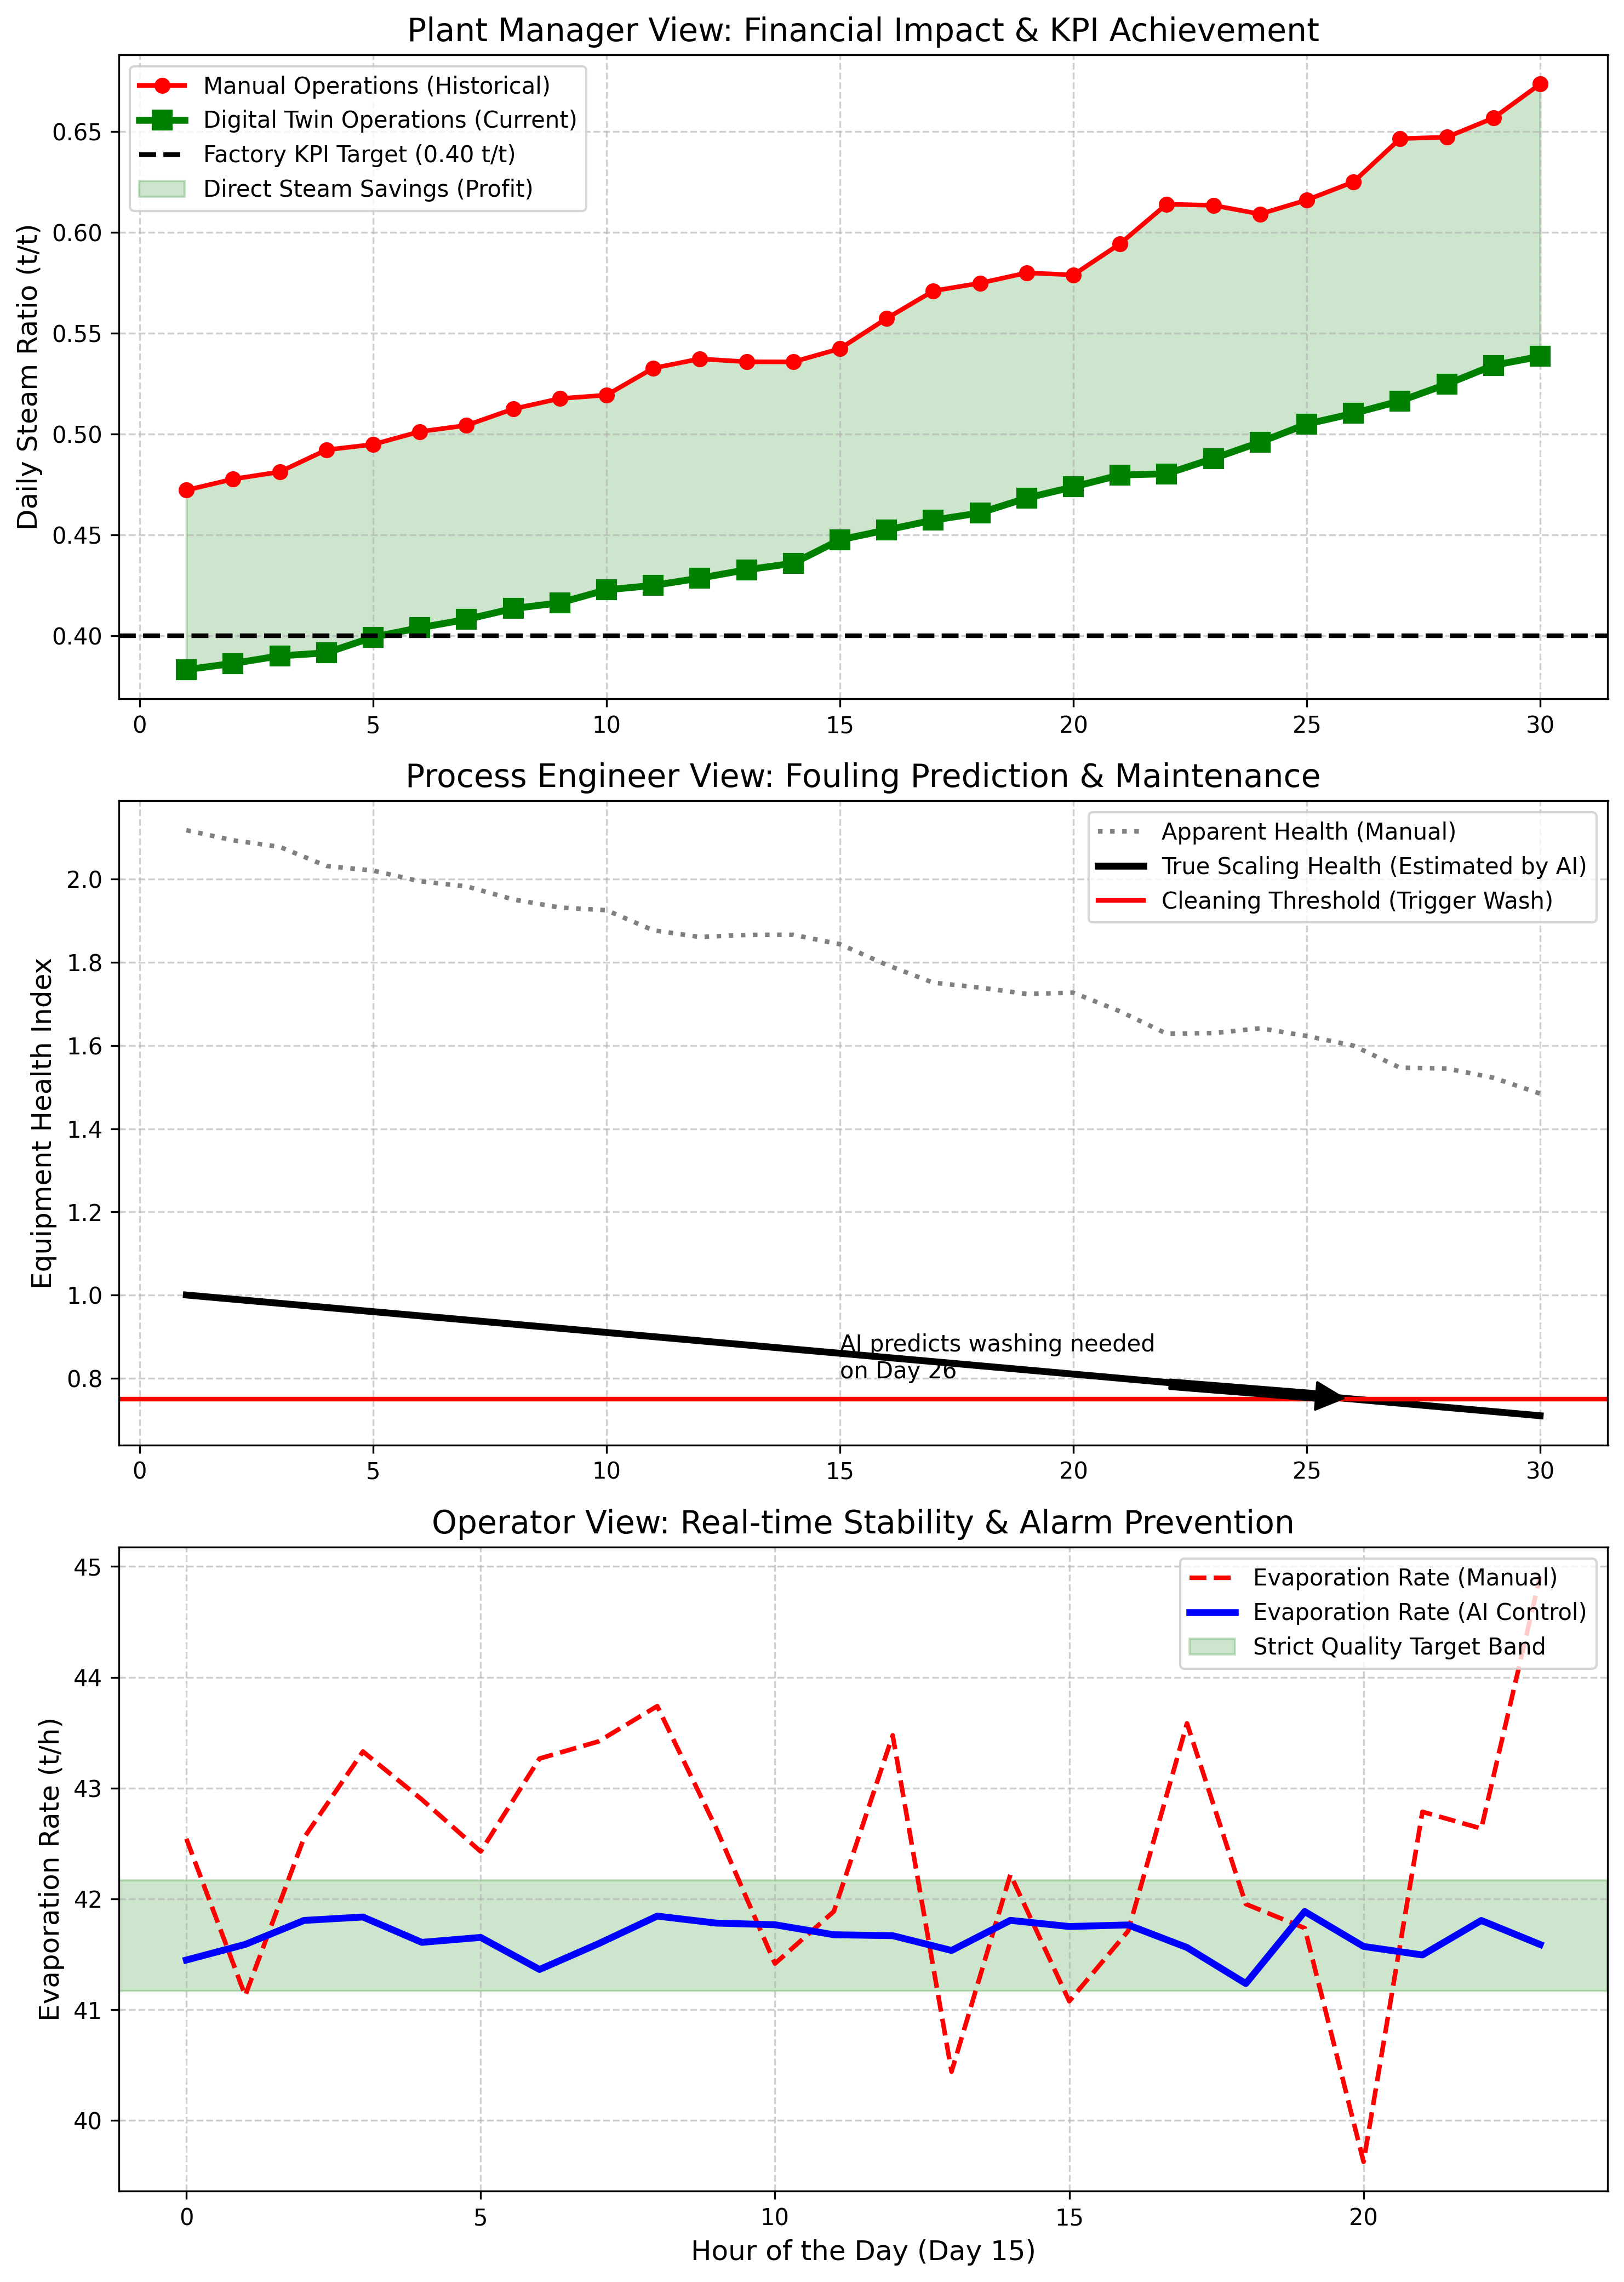 Plant Manager View: Financial Impact & KPI Achievement
Manual Operations (Historical)
Digital Twin Operations (Current)
Factory KPI Target (0.40 t/t)
Direct Steam Savings (Profit)
Daily Steam Ratio (t/t)
0.65
0.60
0.55
0.50
0.45
0.40
0 5 10 15 20 25 30
Process Engineer View: Fouling Prediction & Maintenance
Apparent Health (Manual)
True Scaling Health (Estimated by AI)
Cleaning Threshold (Trigger Wash)
Equipment Health Index
2.0
1.8
1.6
1.4
1.2
1.0
0.8
AI predicts washing needed
on Day 26
0 5 10 15 20 25 30
Operator View: Real-time Stability & Alarm Prevention
Evaporation Rate (Manual)
Evaporation Rate (AI Control)
Strict Quality Target Band
Evaporation Rate (t/h)
45
44
43
42
41
40
0 5 10 15 20
Hour of the Day (Day 15)